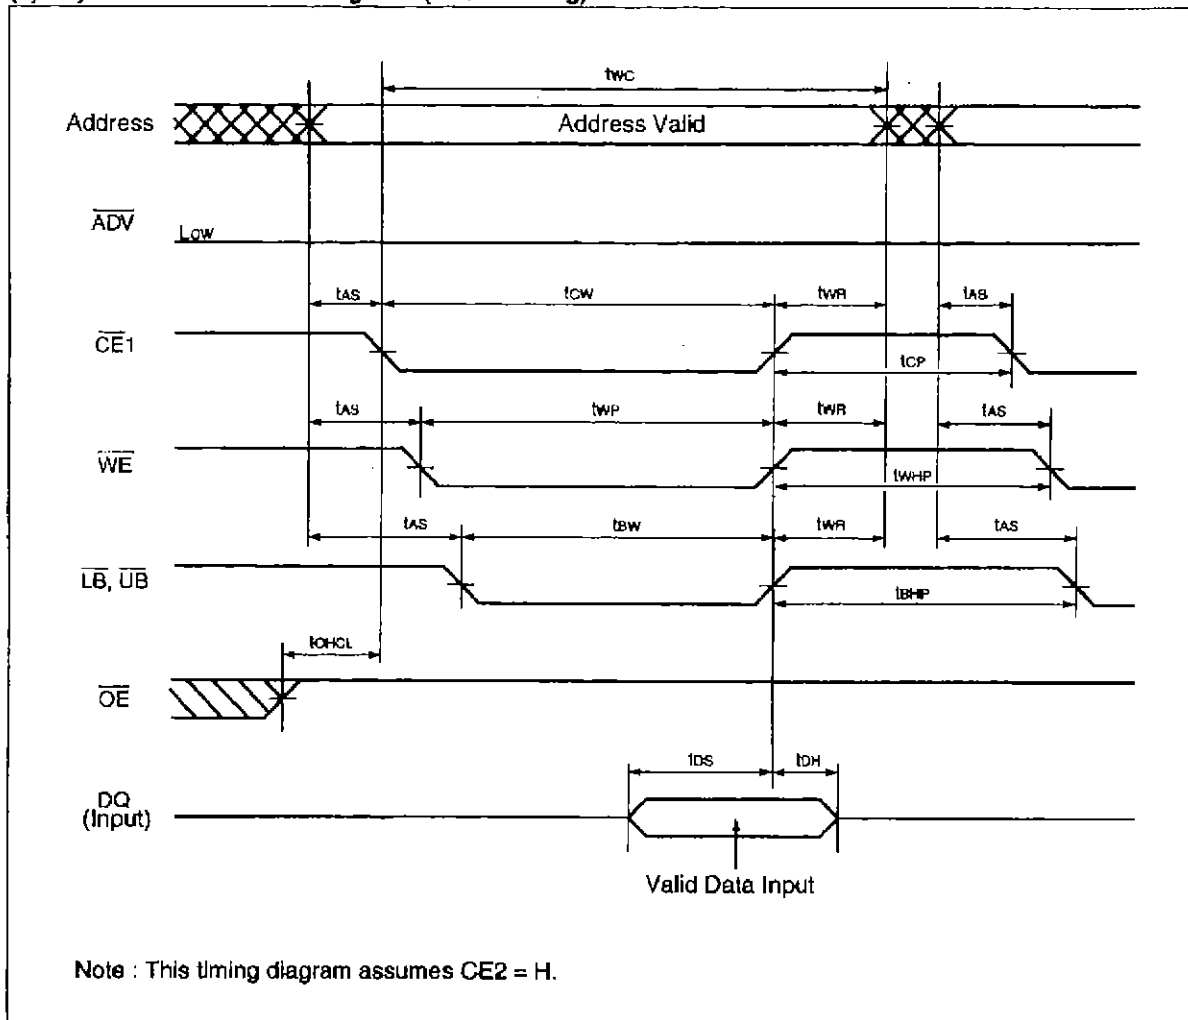 tWC
Address Address Valid
ADV
Low
tAS tCW tWR tAS
CE1
tCP
tAS tWP tWR tAS
WE
tWHP
tAS tBW tWR tAS
LB, UB
tBHP
tOHCL
OE
tDS tDH
DQ
(Input)
Valid Data Input
Note : This timing diagram assumes CE2 = H.